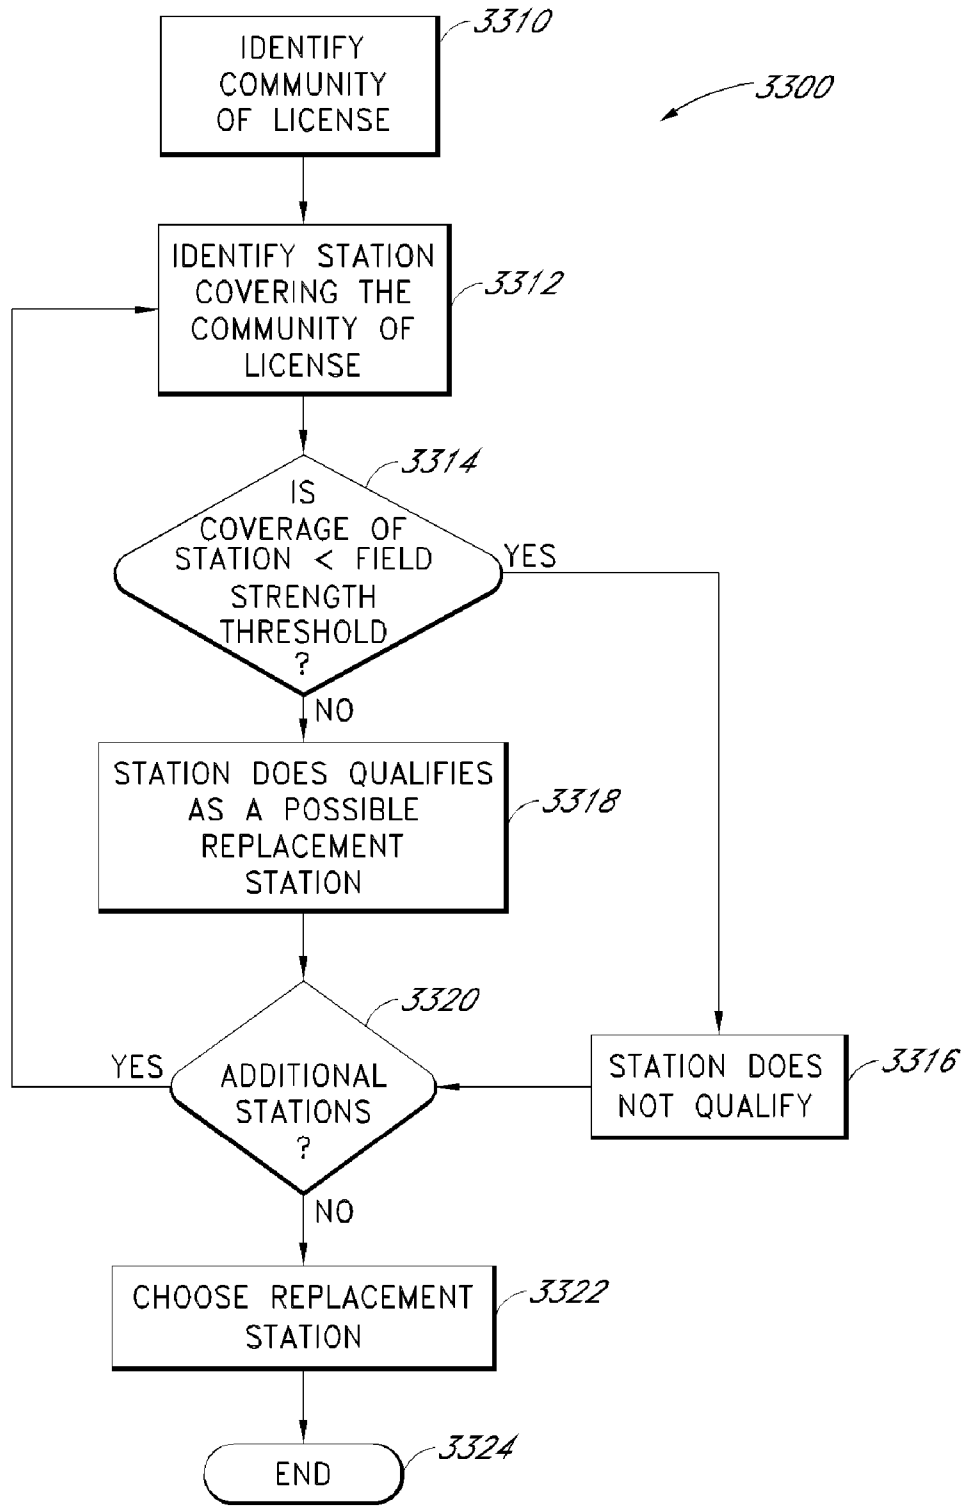 3310
IDENTIFY
COMMUNITY
OF LICENSE
3300
IDENTIFY STATION
COVERING THE
COMMUNITY OF
LICENSE
3312
3314
IS
COVERAGE OF
STATION < FIELD
STRENGTH
THRESHOLD
?
YES
NO
STATION DOES QUALIFIES
AS A POSSIBLE
REPLACEMENT
STATION
3318
3320
YES
ADDITIONAL
STATIONS
?
STATION DOES
NOT QUALIFY
3316
NO
CHOOSE REPLACEMENT
STATION
3322
END
3324